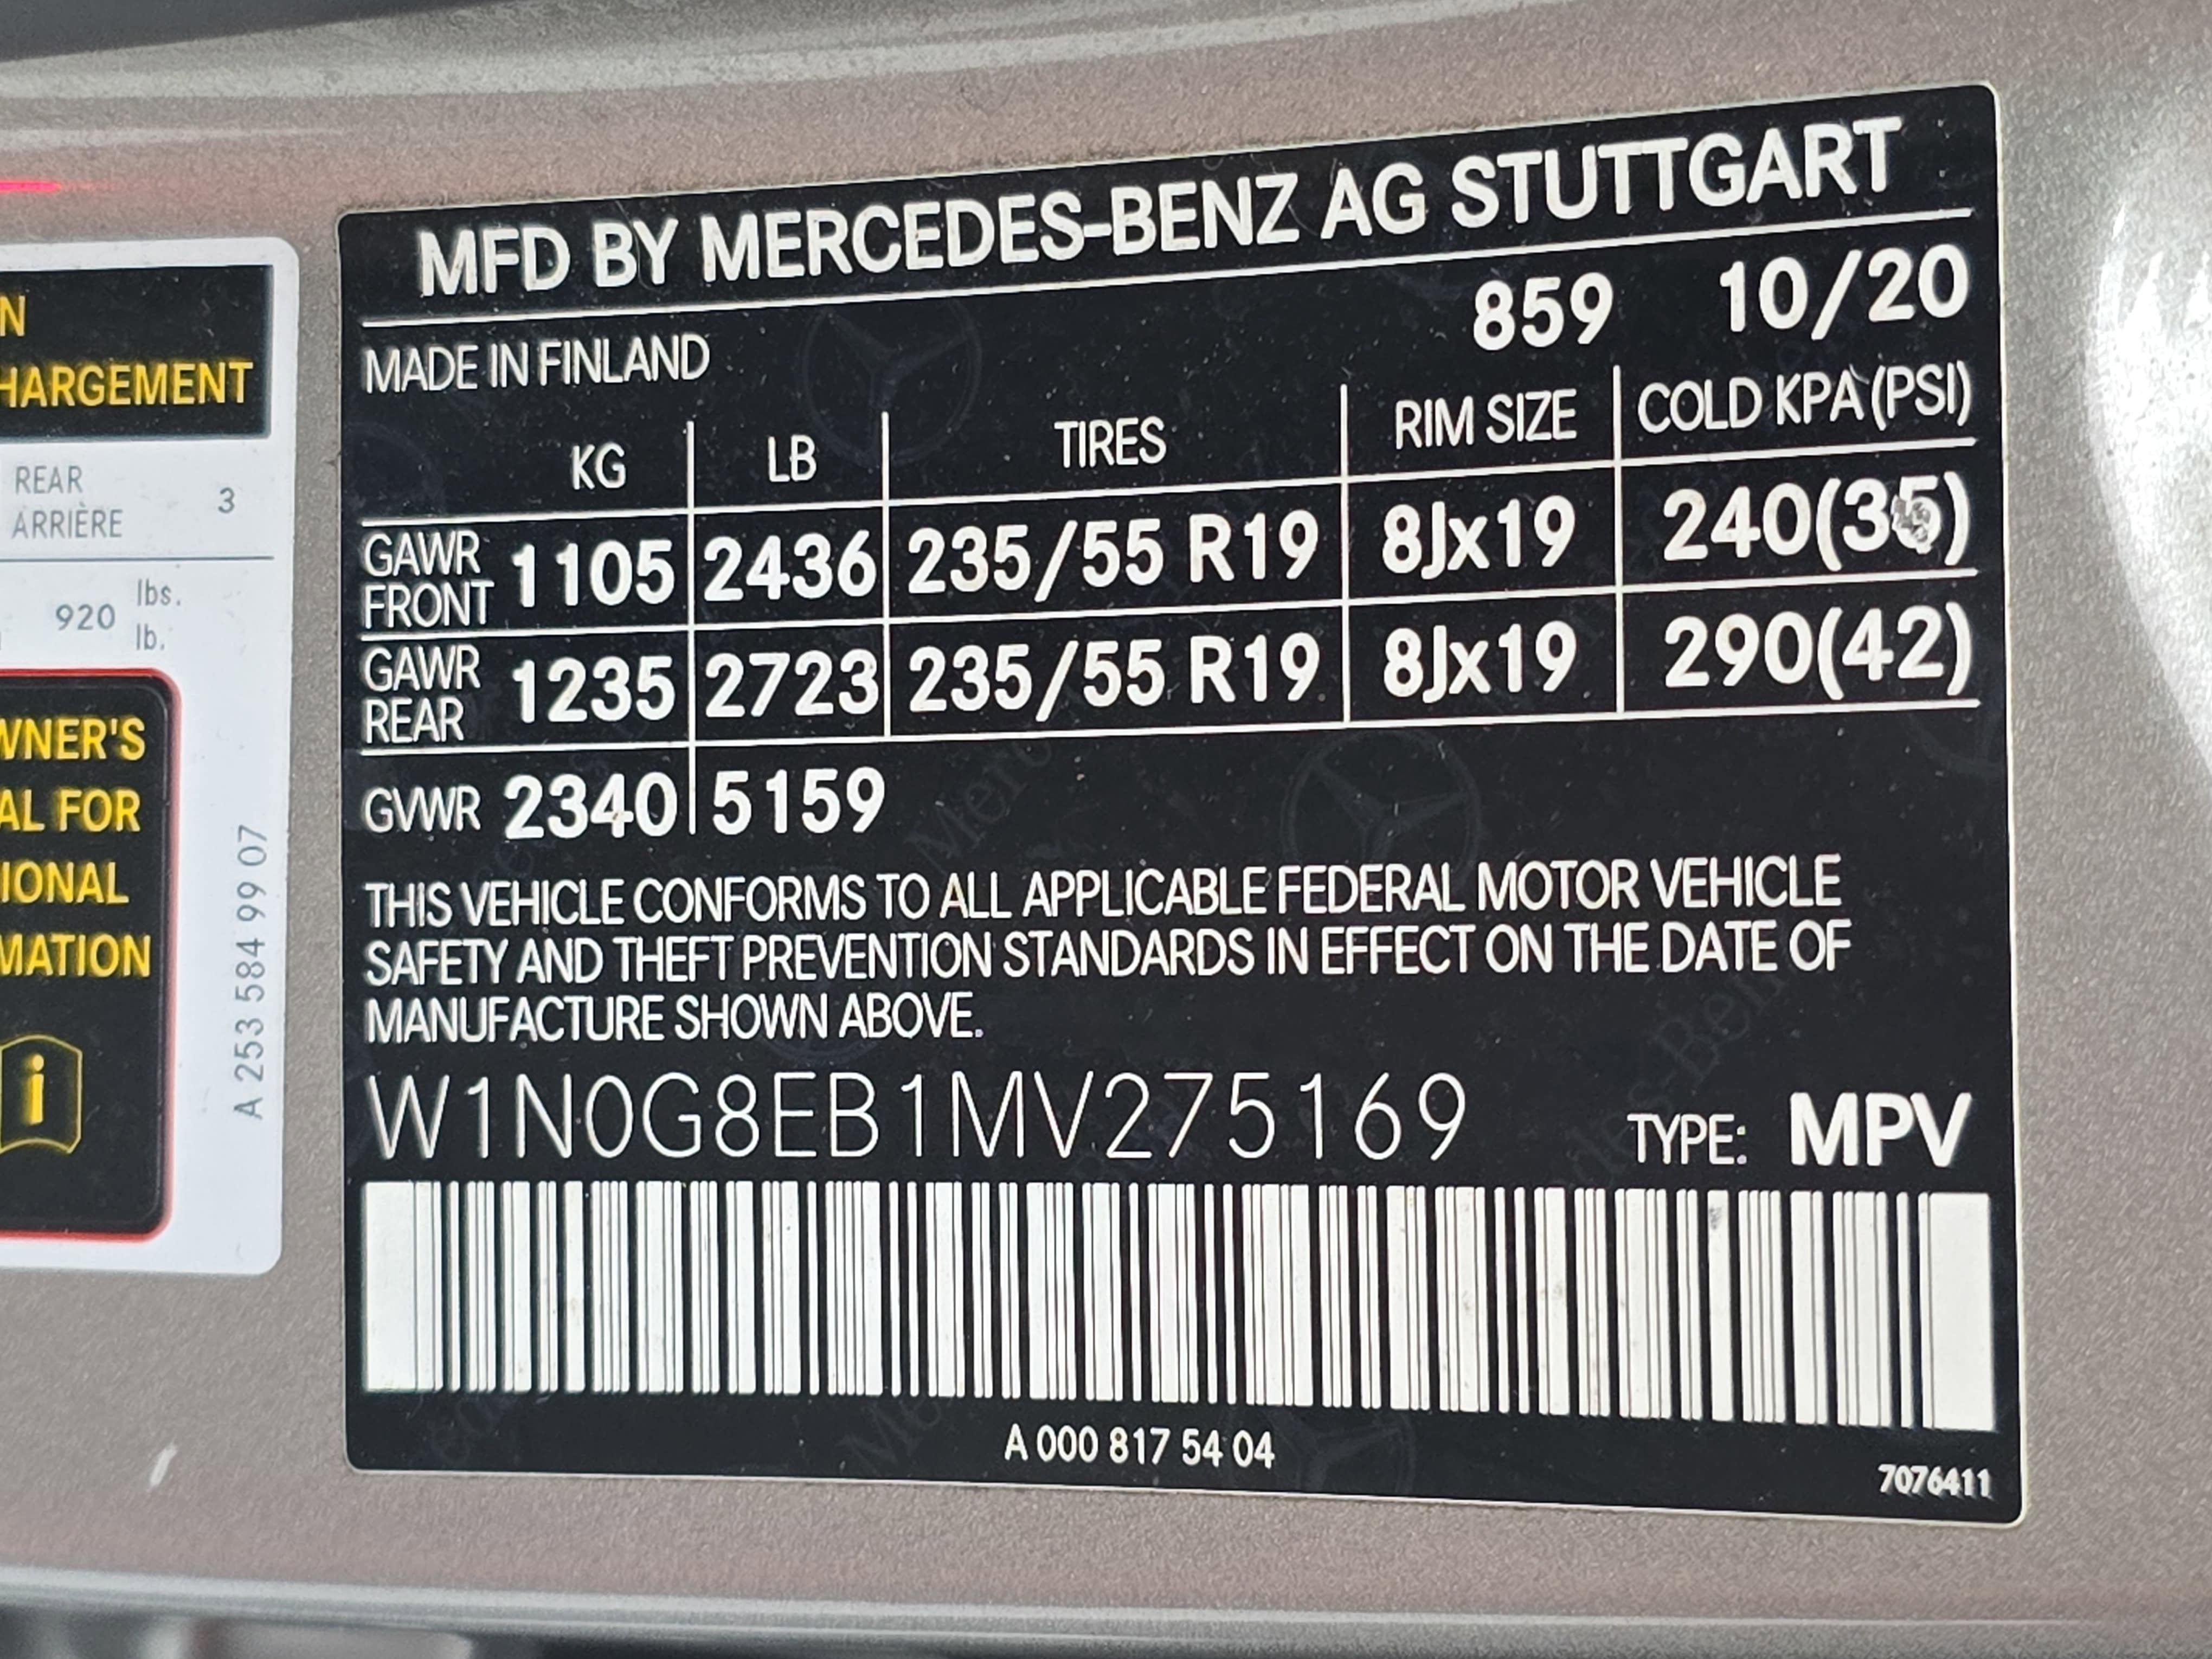 N
HARGEMENT
REAR
ARRIÈRE 3
920 lbs.
lb.
WNER'S
AL FOR
IONAL
MATION
i
A 253 584 99 07
MFD BY MERCEDES-BENZ AG STUTTGART
859 10/20
MADE IN FINLAND
KG LB TIRES RIM SIZE COLD KPA (PSI)
GAWR FRONT 1105 2436 235/55 R19 8Jx19 240(35)
GAWR REAR 1235 2723 235/55 R19 8Jx19 290(42)
GVWR 2340 5159
THIS VEHICLE CONFORMS TO ALL APPLICABLE FEDERAL MOTOR VEHICLE
SAFETY AND THEFT PREVENTION STANDARDS IN EFFECT ON THE DATE OF
MANUFACTURE SHOWN ABOVE.
W1N0G8EB1MV275169 TYPE: MPV
A 000 817 54 04
7076411